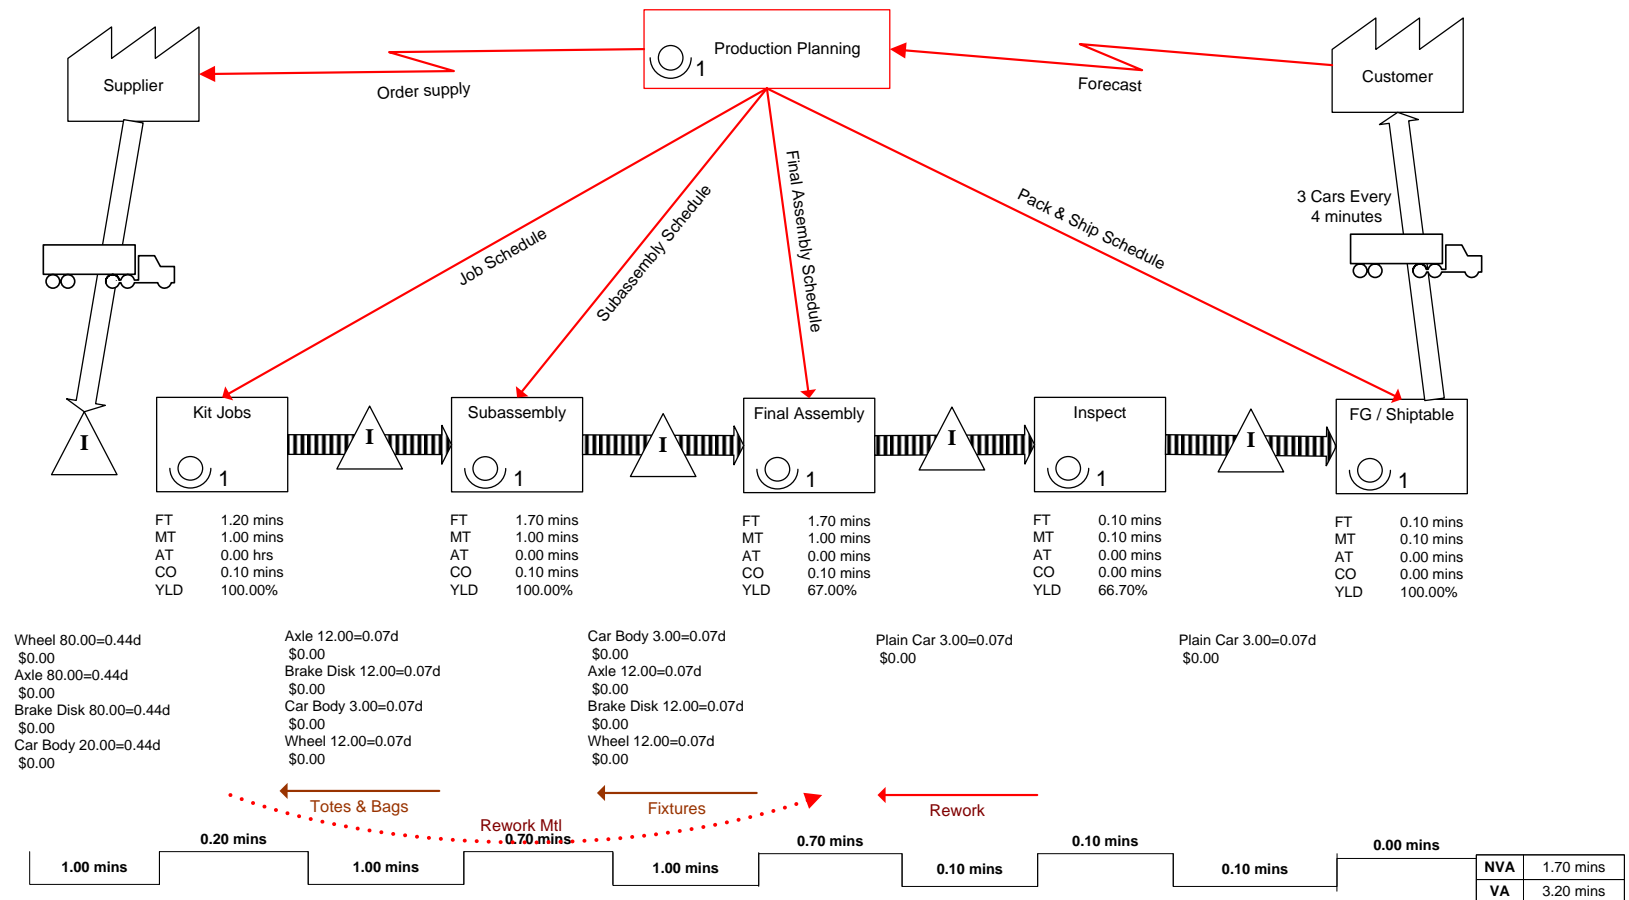 Supplier
Order supply
Production Planning
1
Forecast
Customer
Job Schedule
Subassembly Schedule
Final Assembly Schedule
Pack & Ship Schedule
3 Cars Every
4 minutes
I
Kit Jobs
1
I
Subassembly
1
I
Final Assembly
1
I
Inspect
1
I
FG / Shiptable
1
FT 1.20 mins
MT 1.00 mins
AT 0.00 hrs
CO 0.10 mins
YLD 100.00%
FT 1.70 mins
MT 1.00 mins
AT 0.00 mins
CO 0.10 mins
YLD 100.00%
FT 1.70 mins
MT 1.00 mins
AT 0.00 mins
CO 0.10 mins
YLD 67.00%
FT 0.10 mins
MT 0.10 mins
AT 0.00 mins
CO 0.00 mins
YLD 66.70%
FT 0.10 mins
MT 0.10 mins
AT 0.00 mins
CO 0.00 mins
YLD 100.00%
Wheel 80.00=0.44d
$0.00
Axle 80.00=0.44d
$0.00
Brake Disk 80.00=0.44d
$0.00
Car Body 20.00=0.44d
$0.00
Axle 12.00=0.07d
$0.00
Brake Disk 12.00=0.07d
$0.00
Car Body 3.00=0.07d
$0.00
Wheel 12.00=0.07d
$0.00
Car Body 3.00=0.07d
$0.00
Axle 12.00=0.07d
$0.00
Brake Disk 12.00=0.07d
$0.00
Wheel 12.00=0.07d
$0.00
Plain Car 3.00=0.07d
$0.00
Plain Car 3.00=0.07d
$0.00
Totes & Bags
Rework Mtl
Fixtures
Rework
1.00 mins
0.20 mins
1.00 mins
0.70 mins
1.00 mins
0.70 mins
0.10 mins
0.10 mins
0.10 mins
0.00 mins
NVA 1.70 mins
VA 3.20 mins